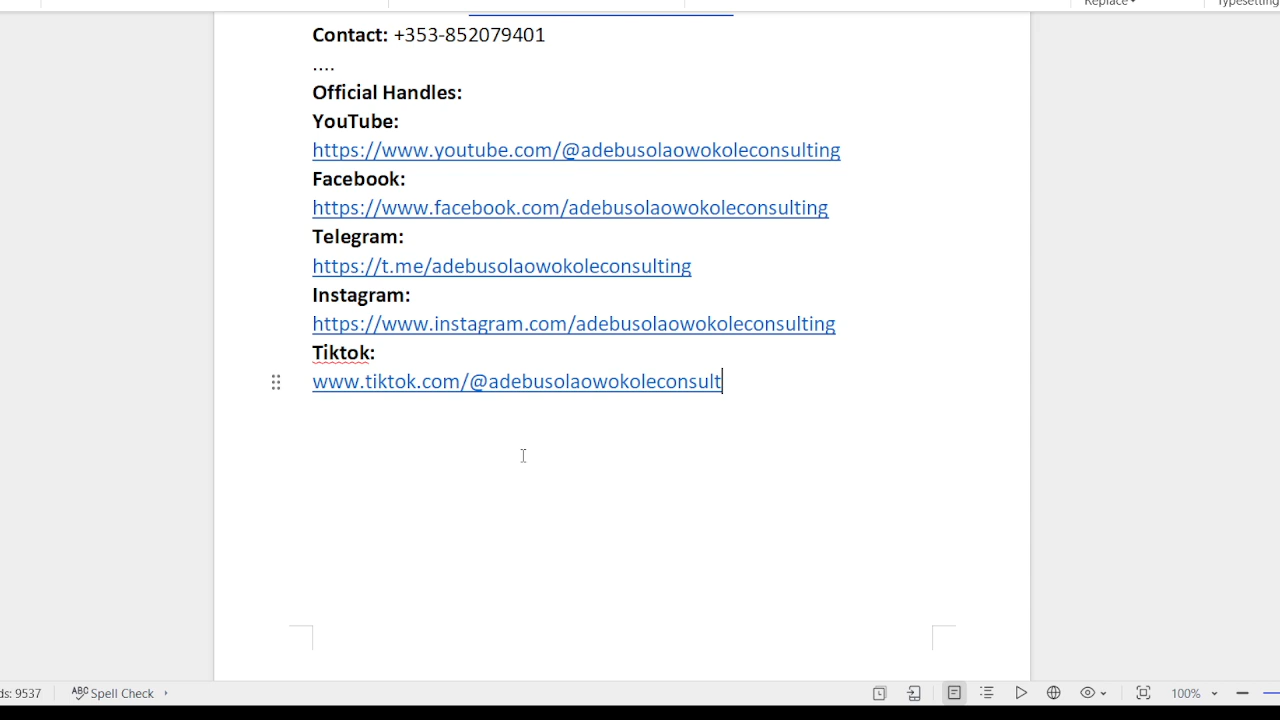 Replace
Typesetting
Contact: +353-852079401
....
Official Handles:
YouTube:
https://www.youtube.com/@adebusolaowokoleconsulting
Facebook:
https://www.facebook.com/adebusolaowokoleconsulting
Telegram:
https://t.me/adebusolaowokoleconsulting
Instagram:
https://www.instagram.com/adebusolaowokoleconsulting
Tiktok:
www.tiktok.com/@adebusolaowokoleconsult
ds: 9537 ABC Spell Check 100%